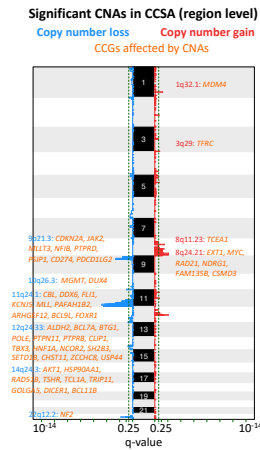 Significant CNAs in CCSA (region level)
Copy number loss
Copy number gain
CCGs affected by CNAs
1
1q32.1: MDM4
3
3q29: TFRC
5
7
9p21.3: CDKN2A, JAK2,
MLLT3, NFIB, PTPRD,
PSIP1, CD274, PDCD1LG2
8q11.23: TCEA1
8q24.21: EXT1, MYC,
RAD21, NDRG1,
FAM135B, CSMD3
9
10q26.3: MGMT, DUX4
11q24.1: CBL, DDX6, FLI1,
KCNJ5, MLL, PAFAH1B2,
ARHGEF12, BCL9L, FOXR1
11
12q24.33: ALDH2, BCL7A, BTG1,
POLE, PTPN11, PTPRB, CLIP1,
TBX3, HNF1A, NCOR2, SH2B3,
SETD1B, CHST11, ZCCHC8, USP44
13
15
14q24.3: AKT1, HSP90AA1,
RAD51B, TSHR, TCL1A, TRIP11,
GOLGA5, DICER1, BCL11B
17
19
21
22q12.2: NF2
10-14
0.25
0.25
10-14
q-value